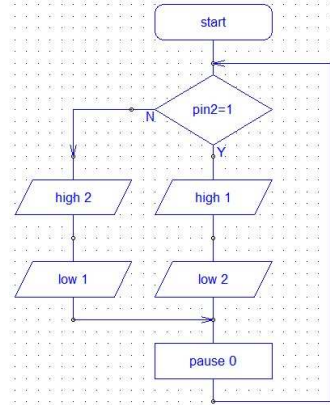 start
pin2=1
N
Y
high 2
high 1
low 1
low 2
pause 0